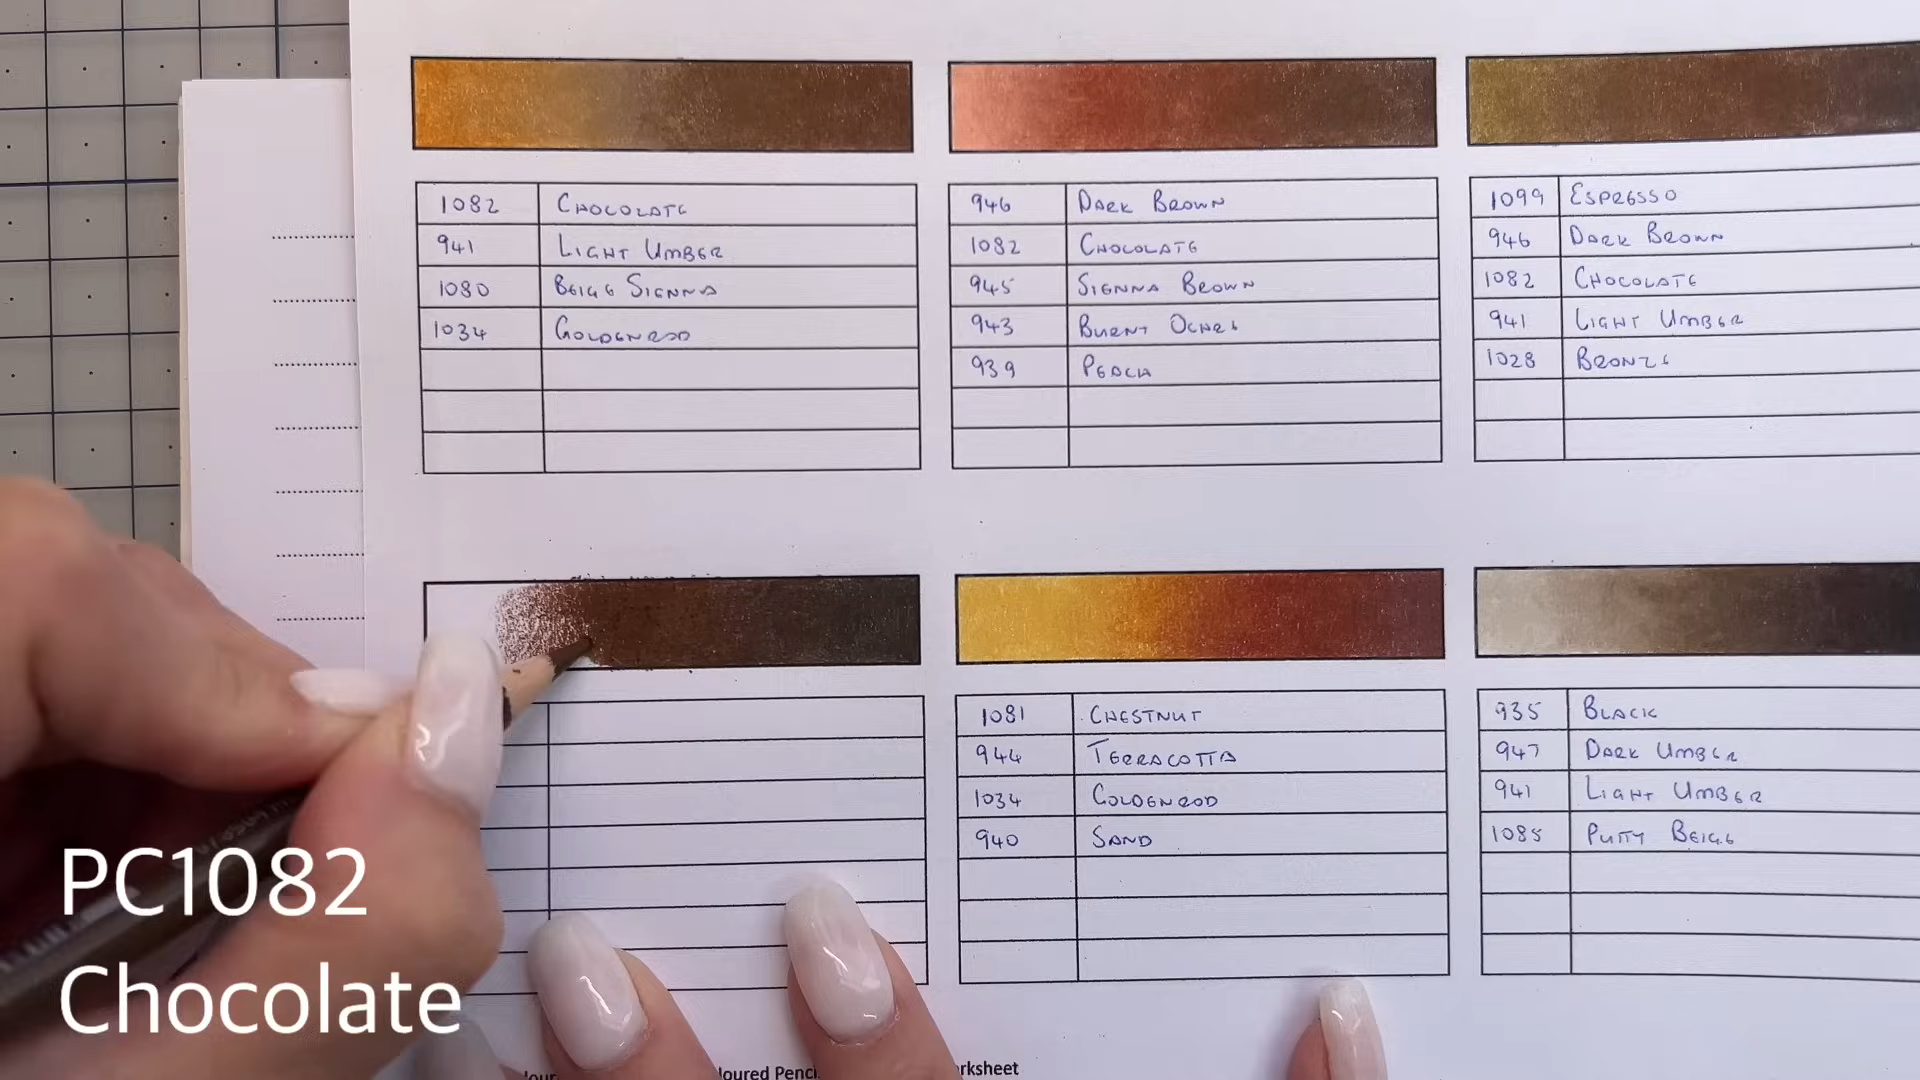 1082 CHOCOLATE
941 LIGHT UMBER
1080 BEIGE SIENNA
1034 GOLDENROD
946 DARK BROWN
1082 CHOCOLATE
945 SIENNA BROWN
943 BURNT OCHRE
939 PEACH
1099 ESPRESSO
946 DARK BROWN
1082 CHOCOLATE
941 LIGHT UMBER
1028 BRONZE
1081 CHESTNUT
944 TERRACOTTA
1034 GOLDENROD
940 SAND
935 BLACK
947 DARK UMBER
941 LIGHT UMBER
1085 PUTTY BEIGE
PC1082
Chocolate